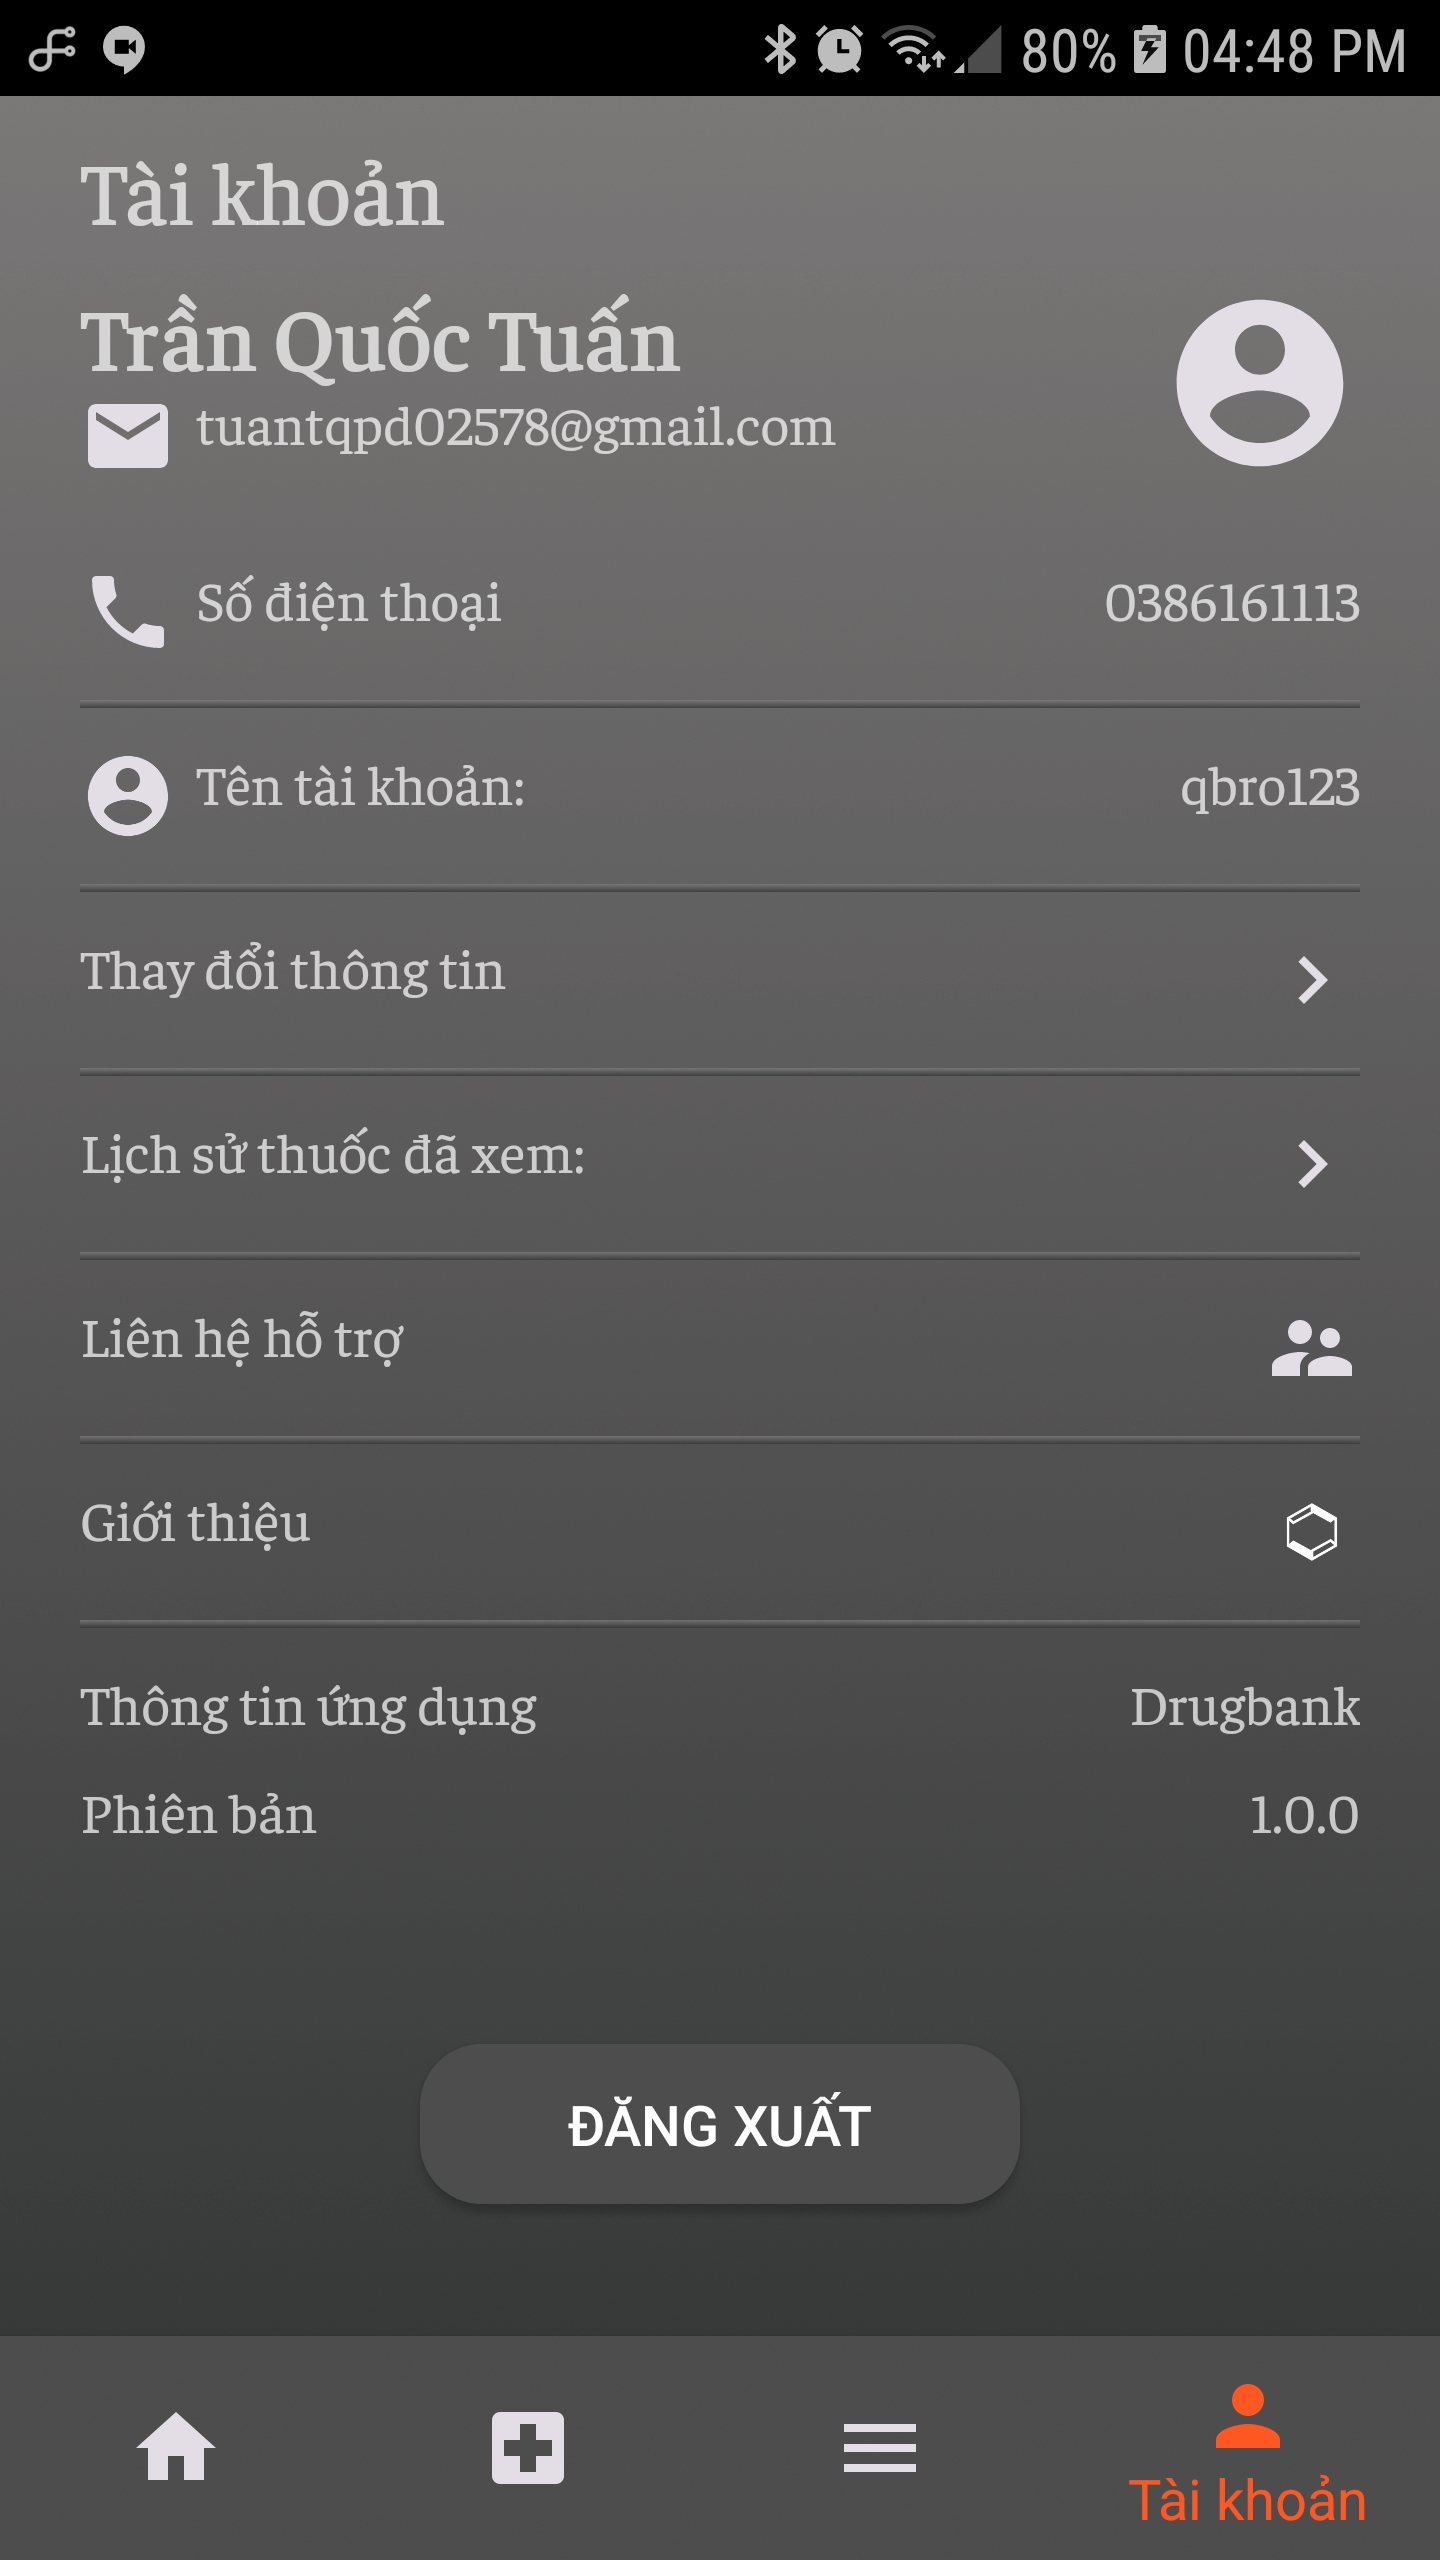 80% 04:48 PM
Tài khoản
Trần Quốc Tuấn
tuantqpd02578@gmail.com
Số điện thoại 0386161113
Tên tài khoản: qbro123
Thay đổi thông tin
Lịch sử thuốc đã xem:
Liên hệ hỗ trợ
Giới thiệu
Thông tin ứng dụng Drugbank
Phiên bản 1.0.0
ĐĂNG XUẤT
Tài khoản